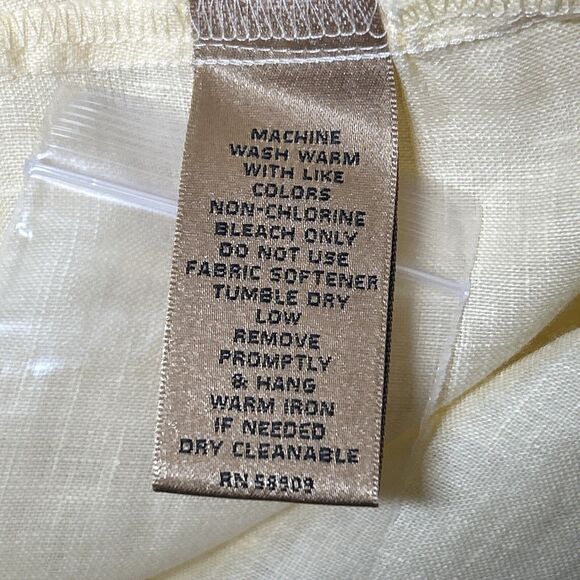 MACHINE
WASH WARM
WITH LIKE
COLORS
NON-CHLORINE
BLEACH ONLY
DO NOT USE
FABRIC SOFTENER
TUMBLE DRY
LOW
REMOVE
PROMPTLY
& HANG
WARM IRON
IF NEEDED
DRY CLEANABLE
RN